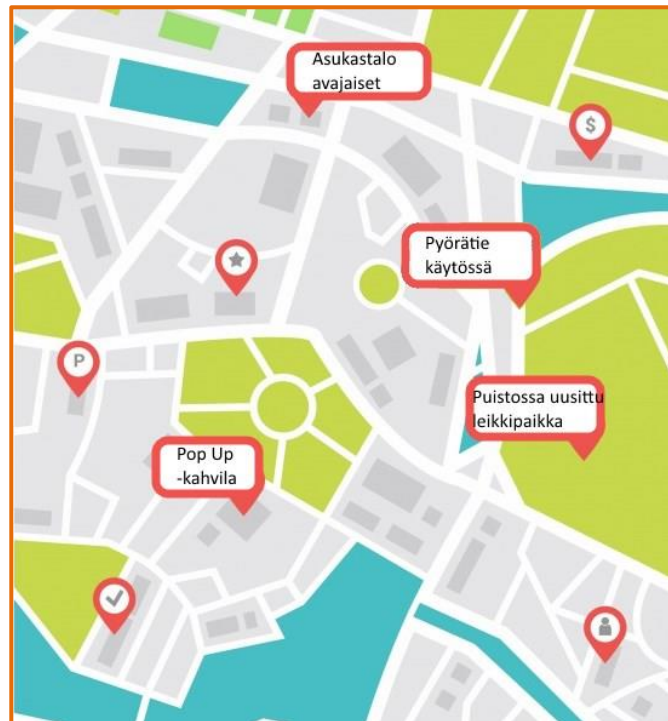 Asukastalo
avajaiset
$
Pyörätie
käytössä
P
Puistossa uusittu
leikkipaikka
Pop Up
-kahvila